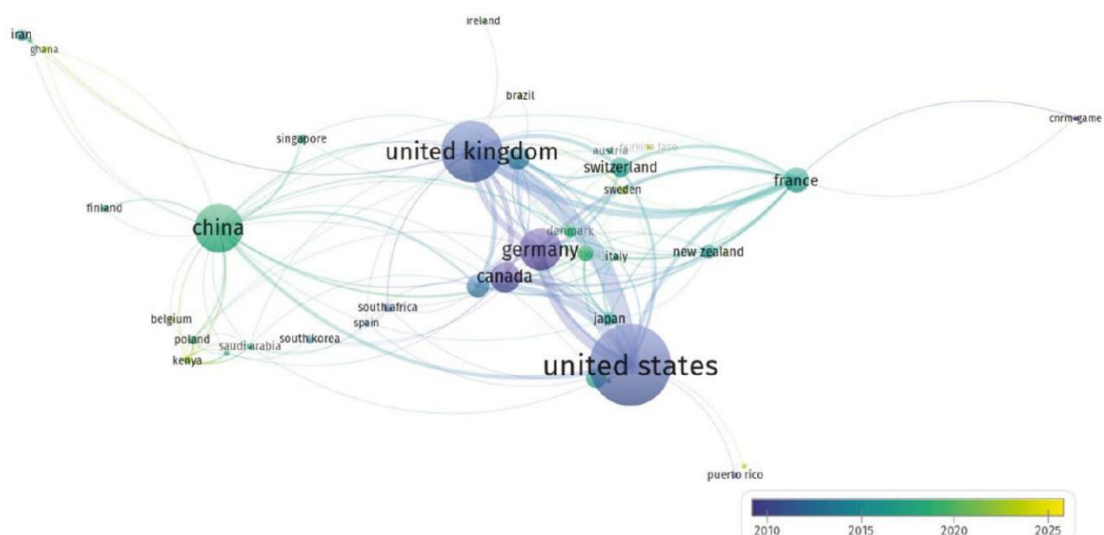 ireland
iran
ghana
brazil
cnrm-game
singapore
united kingdom
austria
burkina faso
switzerland
france
sweden
finland
china
denmark
germany
italy
new zealand
canada
south africa
belgium
spain
japan
poland
saudi arabia
south korea
kenya
united states
puerto rico
2010
2015
2020
2025